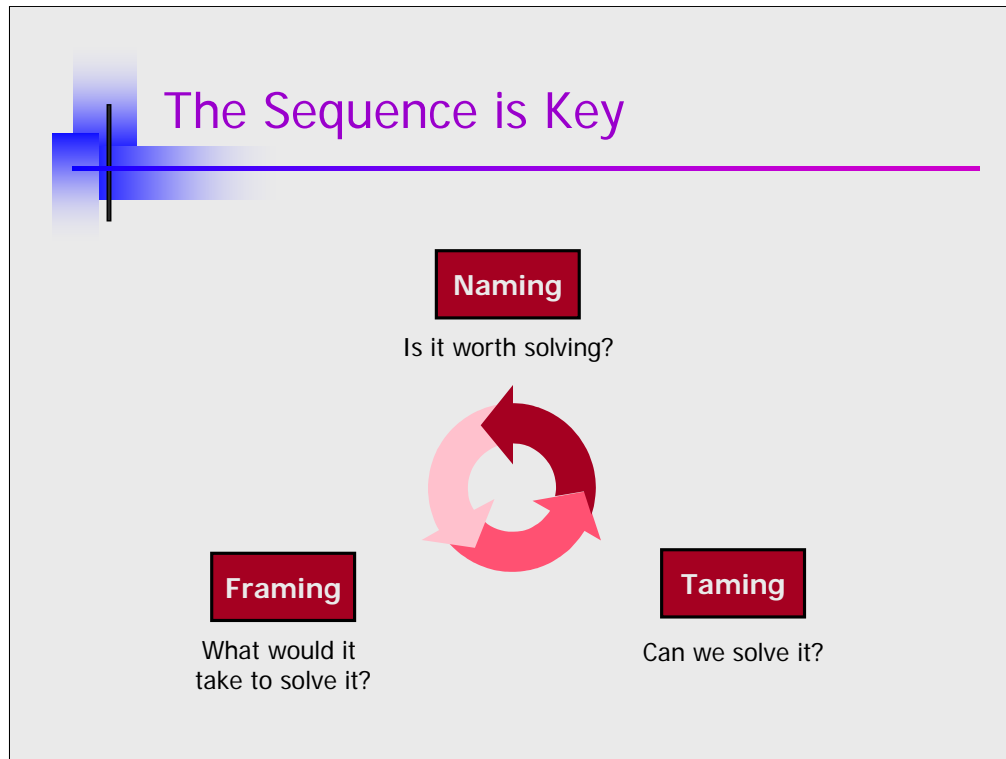 The Sequence is Key
Naming
Is it worth solving?
Framing
What would it
take to solve it?
Taming
Can we solve it?